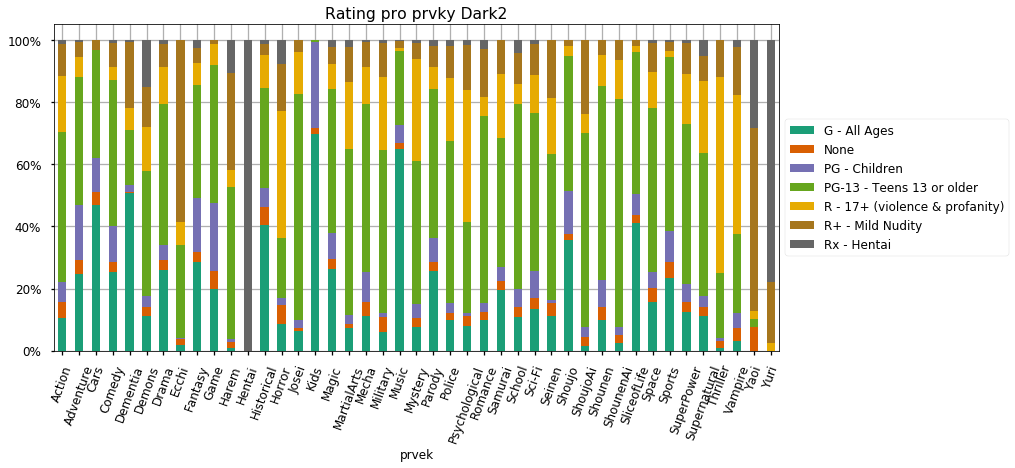 Rating pro prvky Dark2
100%
80%
60%
40%
20%
0%
Action
Adventure
Cars
Comedy
Dementia
Demons
Drama
Ecchi
Fantasy
Game
Harem
Hentai
Historical
Horror
Josei
Kids
Magic
MartialArts
Mecha
Military
Music
Mystery
Parody
Police
Psychological
Romance
Samurai
School
Sci-Fi
Seinen
Shoujo
ShoujoAi
Shounen
ShounenAi
SliceofLife
Space
Sports
SuperPower
Supernatural
Thriller
Vampire
Yaoi
Yuri
prvek
G - All Ages
None
PG - Children
PG-13 - Teens 13 or older
R - 17+ (violence & profanity)
R+ - Mild Nudity
Rx - Hentai